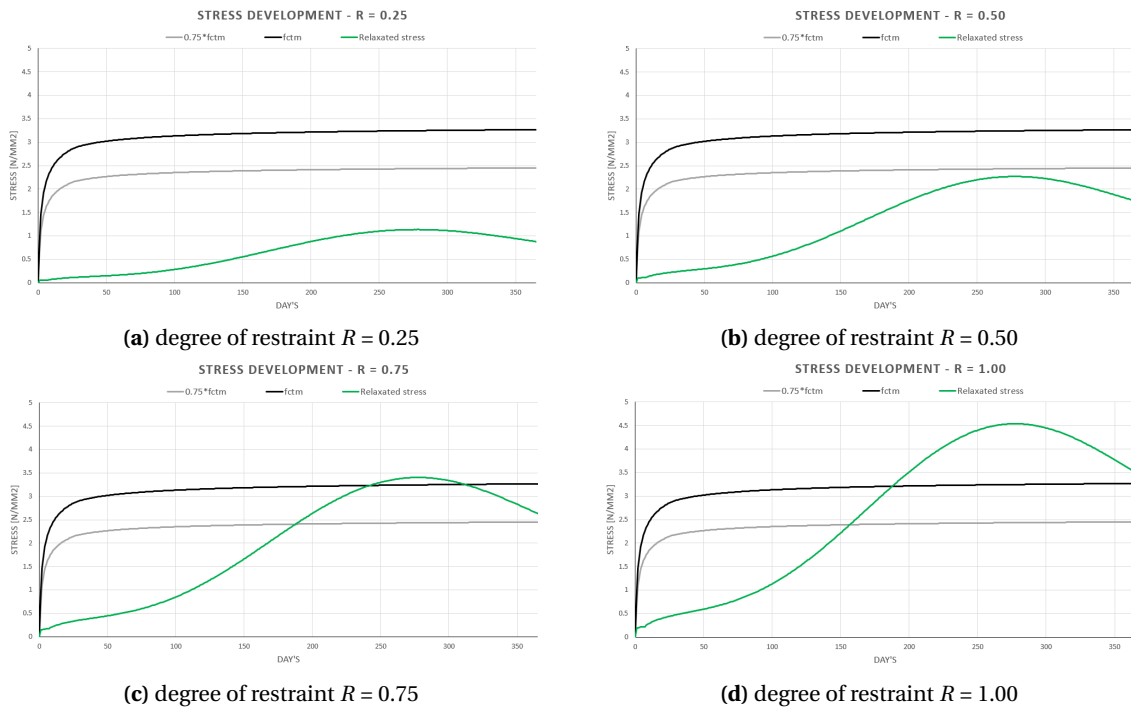 STRESS DEVELOPMENT - R = 0.25
0.75*fctm fctm Relaxated stress
5
4.5
4
3.5
3
2.5
2
1.5
1
0.5
0
STRESS [N/MM2]
0 50 100 150 200 250 300 350
DAY'S
(a) degree of restraint R = 0.25
STRESS DEVELOPMENT - R = 0.50
0.75*fctm fctm Relaxated stress
5
4.5
4
3.5
3
2.5
2
1.5
1
0.5
0
STRESS [N/MM2]
0 50 100 150 200 250 300 350
DAY'S
(b) degree of restraint R = 0.50
STRESS DEVELOPMENT - R = 0.75
0.75*fctm fctm Relaxated stress
5
4.5
4
3.5
3
2.5
2
1.5
1
0.5
0
STRESS [N/MM2]
0 50 100 150 200 250 300 350
DAY'S
(c) degree of restraint R = 0.75
STRESS DEVELOPMENT - R = 1.00
0.75*fctm fctm Relaxated stress
5
4.5
4
3.5
3
2.5
2
1.5
1
0.5
0
STRESS [N/MM2]
0 50 100 150 200 250 300 350
DAY'S
(d) degree of restraint R = 1.00